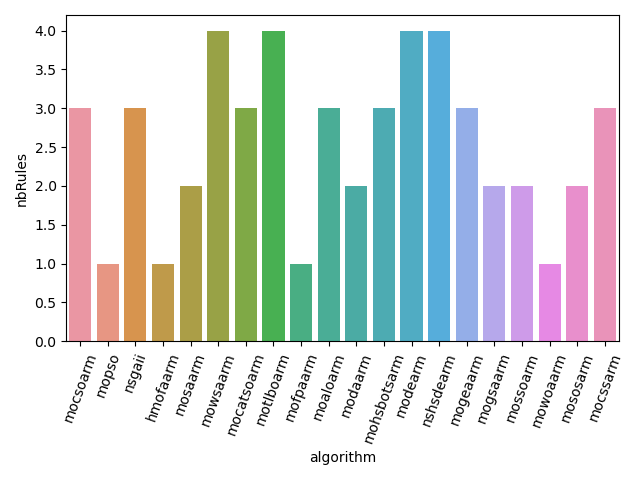 4.0
3.5
3.0
2.5
2.0
1.5
1.0
0.5
0.0
nbRules
mocsoarm
mopso
nsgaii
hmofaarm
mosaarm
mowsaarm
mocatsoarm
motlboarm
mofpaarm
moaloarm
modaarm
mohsbotsarm
modearm
nshsdearm
mogeaarm
mogsaarm
mossoarm
mowoaarm
mososarm
mocssarm
algorithm